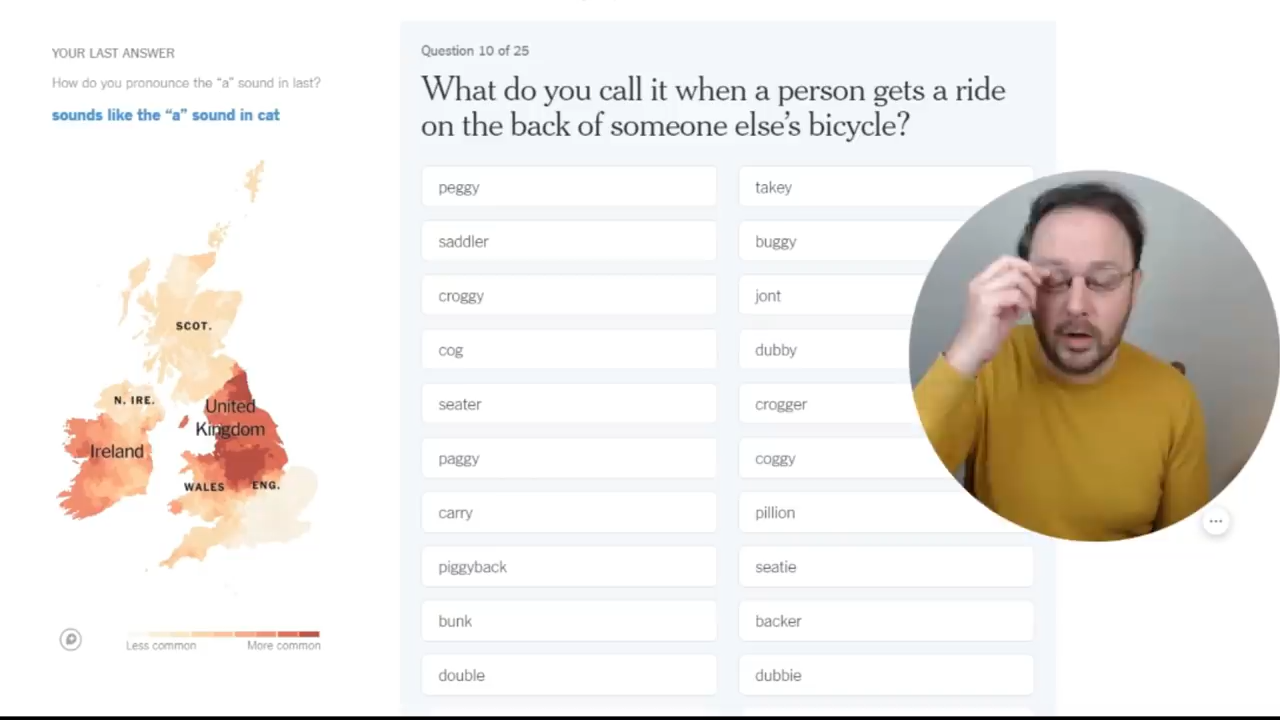 YOUR LAST ANSWER
How do you pronounce the “a” sound in last?
sounds like the “a” sound in cat
SCOT.
N. IRE.
United
Kingdom
Ireland
WALES
ENG.
Less common
More common
Question 10 of 25
What do you call it when a person gets a ride
on the back of someone else’s bicycle?
peggy
takey
saddler
buggy
croggy
jont
cog
dubby
seater
crogger
paggy
coggy
carry
pillion
piggyback
seatie
bunk
backer
double
dubbie